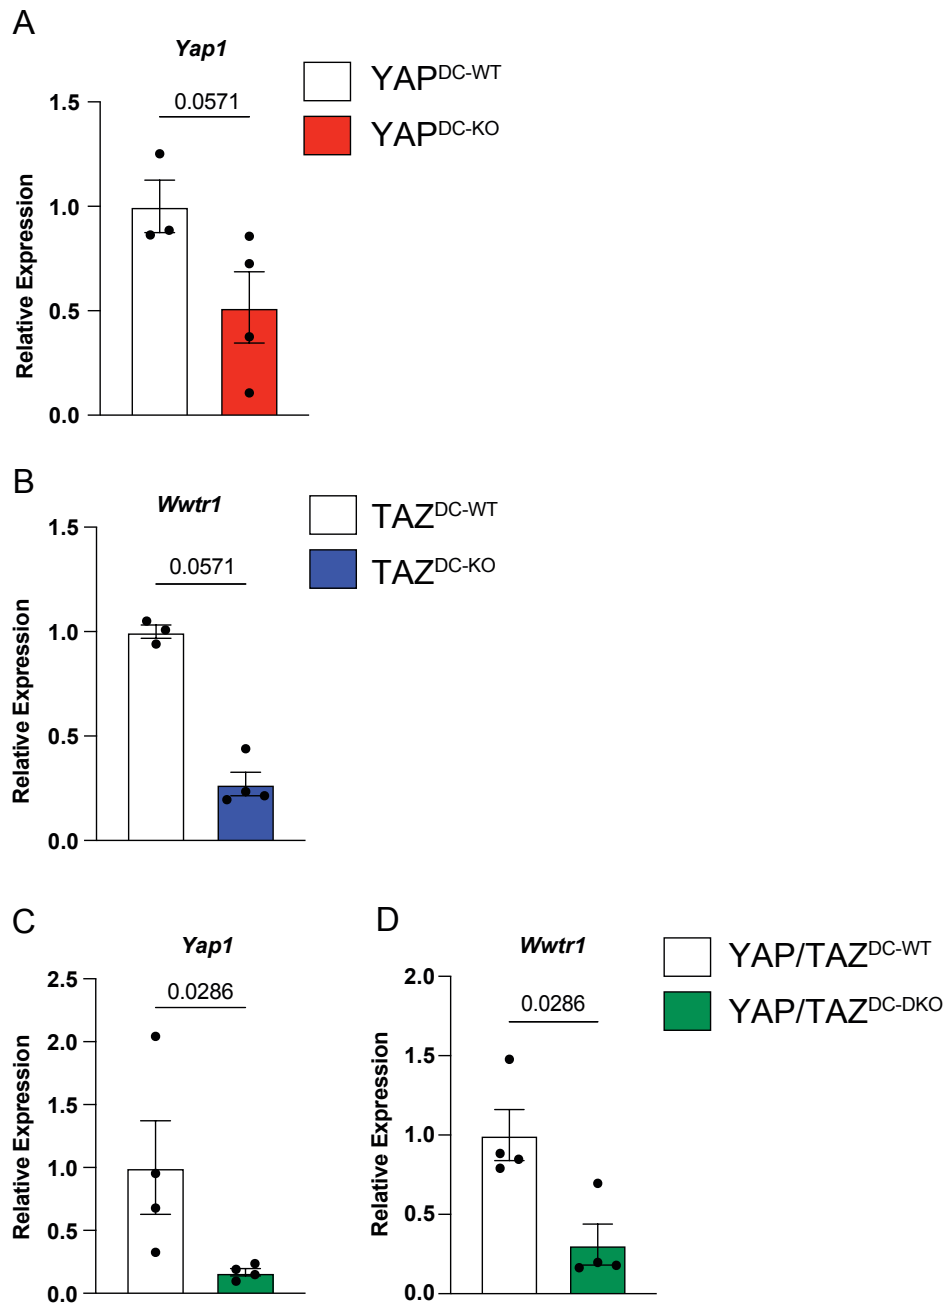 A
Yap1
YAPDC-WT
YAPDC-KO
0.0571
1.5
1.0
0.5
0.0
Relative Expression
B
Wwtr1
TAZDC-WT
TAZDC-KO
0.0571
1.5
1.0
0.5
0.0
Relative Expression
C
Yap1
0.0286
2.5
2.0
1.5
1.0
0.5
0.0
Relative Expression
D
Wwtr1
YAP/TAZDC-WT
YAP/TAZDC-DKO
0.0286
2.0
1.5
1.0
0.5
0.0
Relative Expression